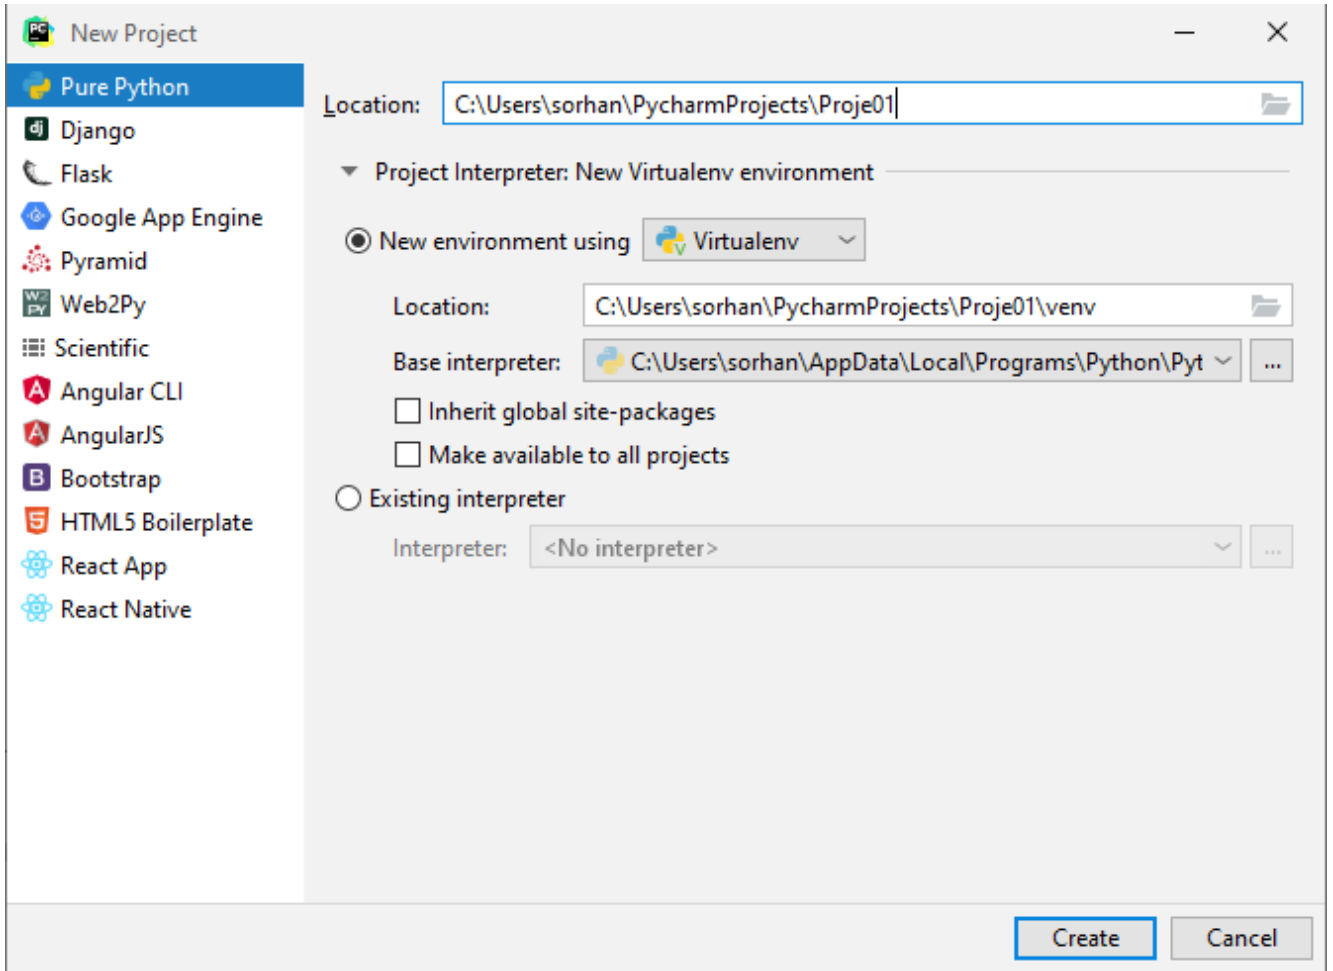 New Project
Pure Python
Django
Flask
Google App Engine
Pyramid
Web2Py
Scientific
Angular CLI
AngularJS
Bootstrap
HTML5 Boilerplate
React App
React Native
Location: C:\Users\sorhan\PycharmProjects\Proje01
Project Interpreter: New Virtualenv environment
New environment using Virtualenv
Location: C:\Users\sorhan\PycharmProjects\Proje01\venv
Base interpreter: C:\Users\sorhan\AppData\Local\Programs\Python\Pyt ...
Inherit global site-packages
Make available to all projects
Existing interpreter
Interpreter: <No interpreter> ...
Create Cancel